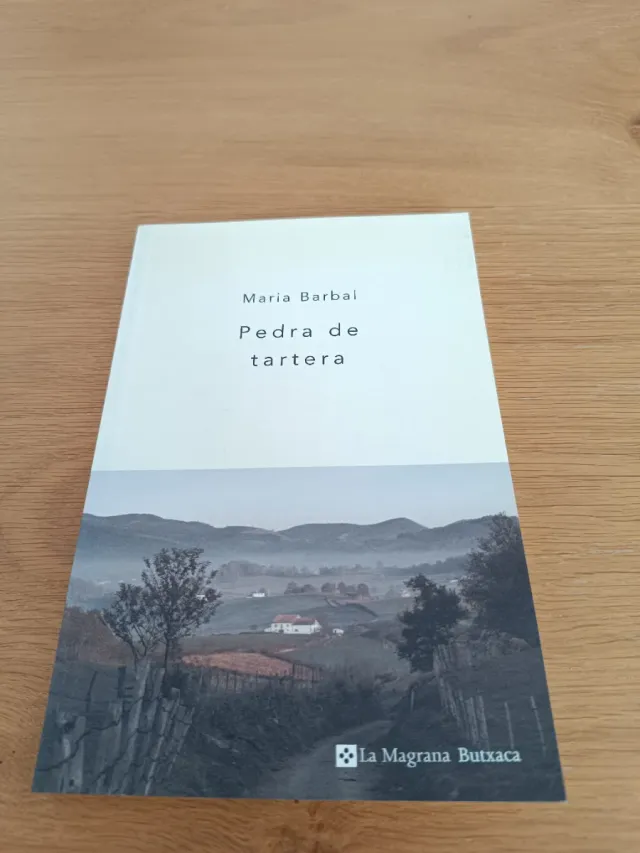 Maria Barbal
Pedra de
tartera
La Magrana Butxaca